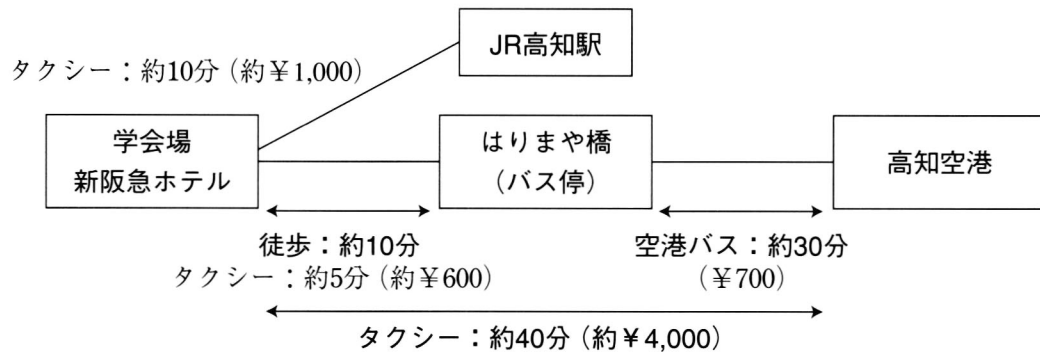 JR高知駅
タクシー：約10分（約￥1,000）
学会場
新阪急ホテル
はりまや橋
（バス停）
高知空港
徒歩：約10分
タクシー：約5分（約￥600）
空港バス：約30分
（￥700）
タクシー：約40分（約￥4,000）